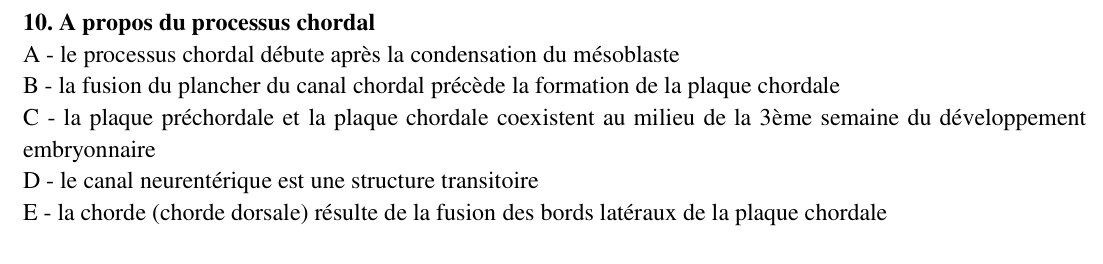 10. A propos du processus chordal
A - le processus chordal débute après la condensation du mésoblaste
B - la fusion du plancher du canal chordal précède la formation de la plaque chordale
C - la plaque préchordale et la plaque chordale coexistent au milieu de la 3ème semaine du développement
embryonnaire
D - le canal neurentérique est une structure transitoire
E - la chorde (chorde dorsale) résulte de la fusion des bords latéraux de la plaque chordale